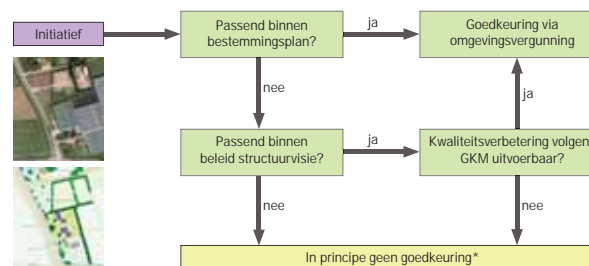 Initiatief
Passend binnen
bestemmingsplan?
ja
Goedkeuring via
omgevingsvergunning
nee
ja
Passend binnen
beleid structuurvisie?
ja
Kwaliteitsverbetering volgen
GKM uitvoerbaar?
nee
nee
In principe geen goedkeuring*